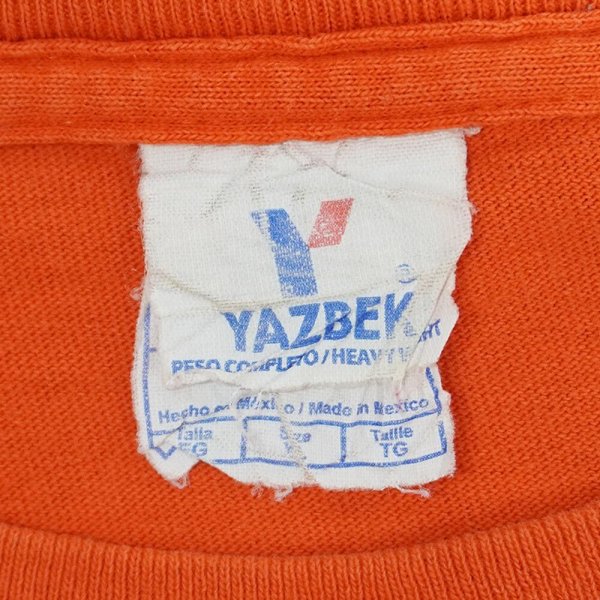 Y
®
YAZBEK
PESO COMPLETO/HEAVY
Hecho en México / Made in Mexico
Talla Size Taille
TG